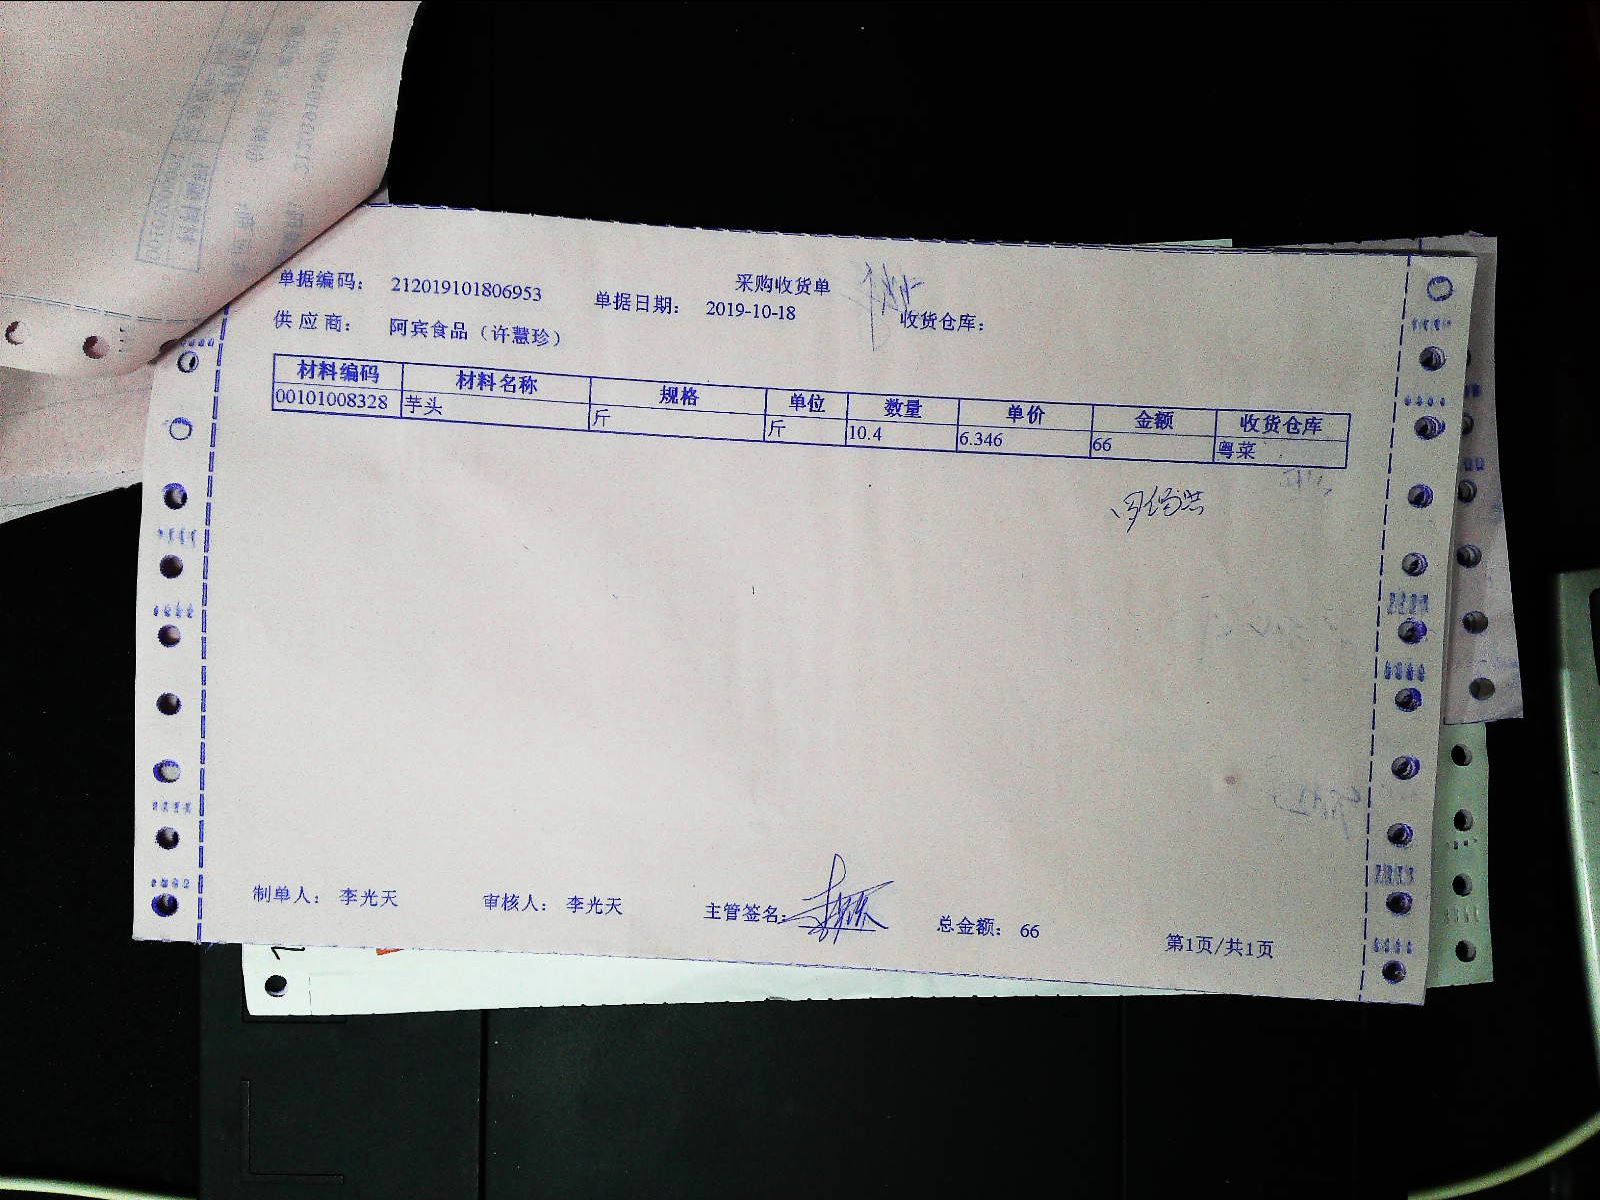 采购收货单
单据编码： 212019101806953 单据日期： 2019-10-18 收货仓库：
供应商： 阿宾食品（许慧珍）
材料编码 材料名称 规格 单位 数量 单价 金额 收货仓库
00101008328 芋头 斤 斤 10.4 6.346 66 粤菜
制单人： 李光天 审核人： 李光天 主管签名： 总金额： 66 第1页/共1页